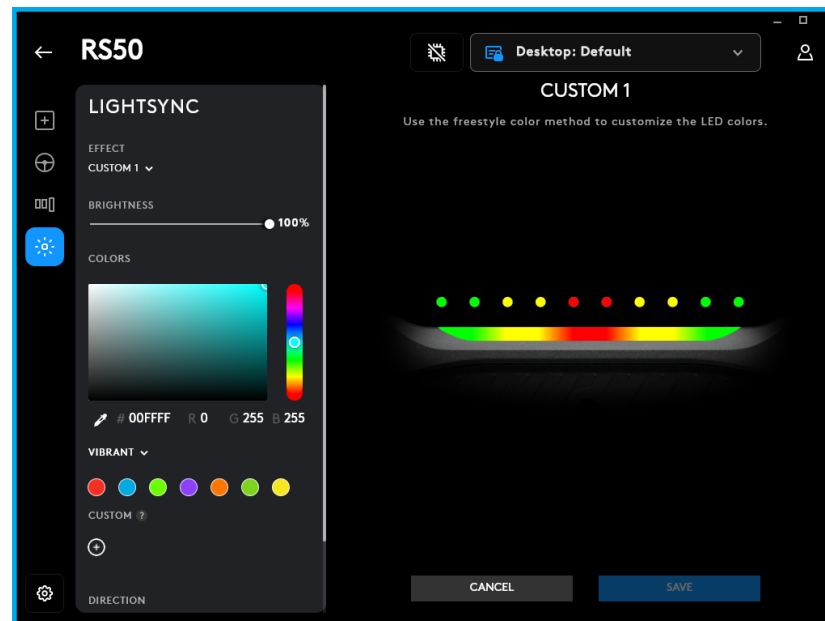 RS50
Desktop: Default
LIGHTSYNC
EFFECT
CUSTOM 1
BRIGHTNESS
100%
COLORS
# 00FFFF R 0 G 255 B 255
VIBRANT
CUSTOM ?
DIRECTION
CUSTOM 1
Use the freestyle color method to customize the LED colors.
CANCEL
SAVE